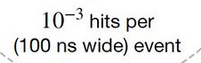 10⁻³ hits per
(100 ns wide) event